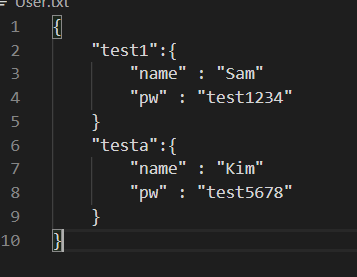 User.txt
1 {
2 "test1":{
3 "name" : "Sam"
4 "pw" : "test1234"
5 }
6 "testa":{
7 "name" : "Kim"
8 "pw" : "test5678"
9 }
10 }